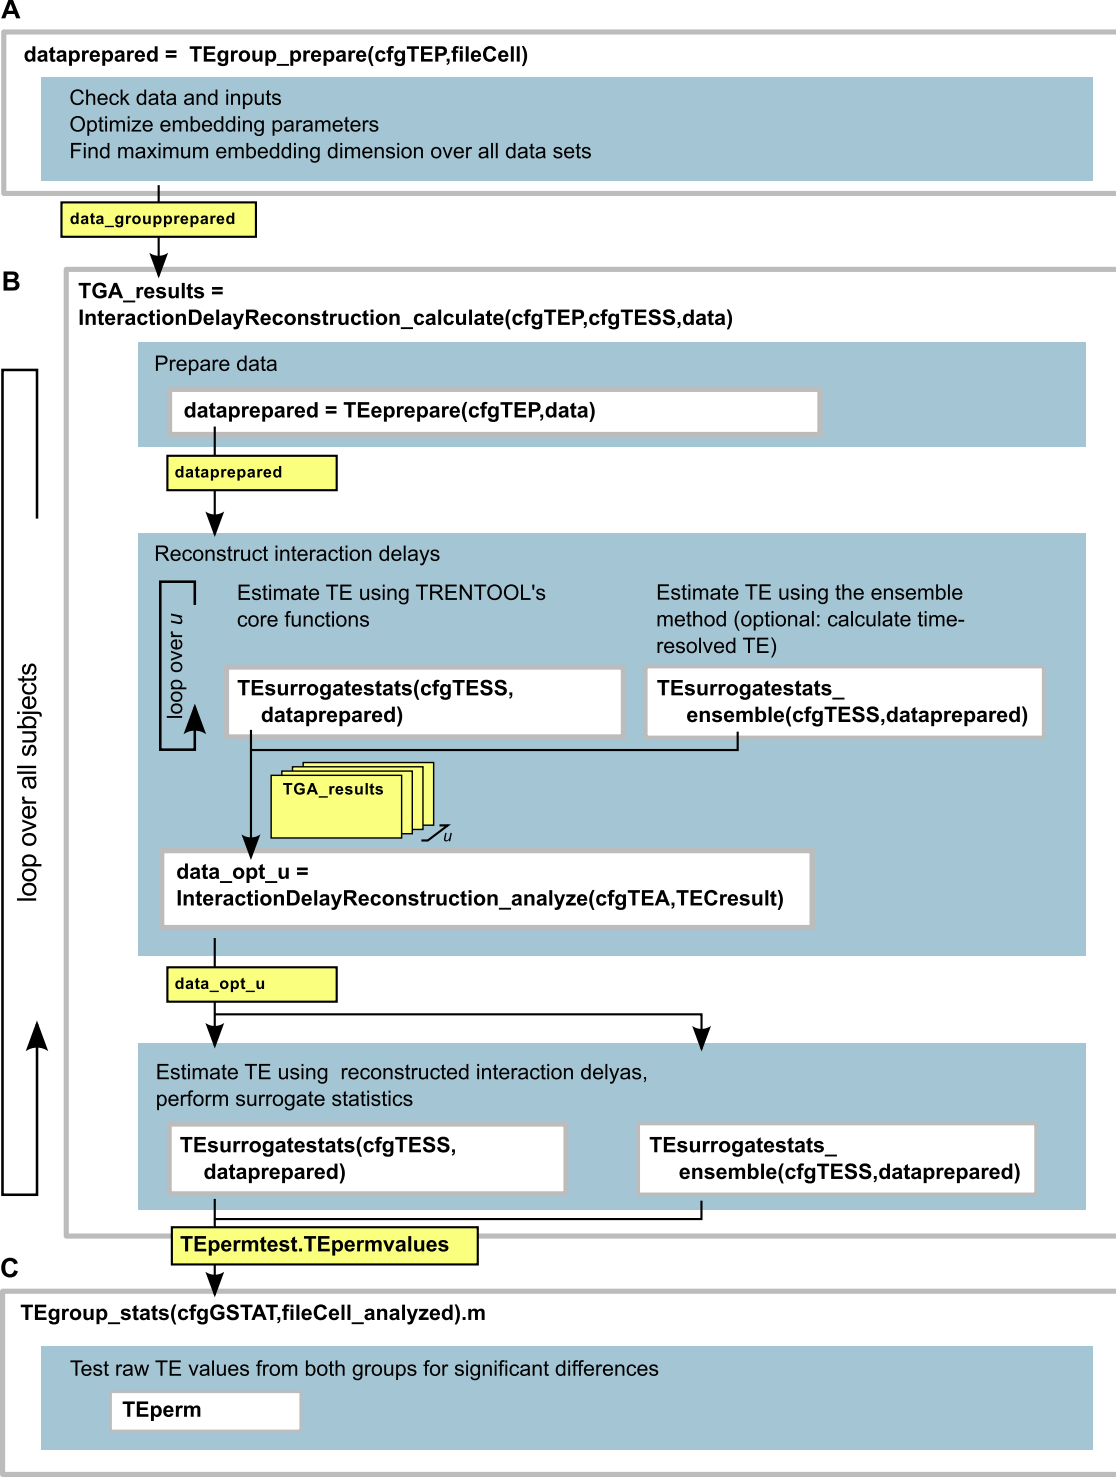 A
dataprepared =  TEgroup_prepare(cfgTEP,fileCell)
Check data and inputs
Optimize embedding parameters
Find maximum embedding dimension over all data sets
data_groupprepared
B
TGA_results =
InteractionDelayReconstruction_calculate(cfgTEP,cfgTESS,data)
Prepare data
dataprepared = TEeprepare(cfgTEP,data)
dataprepared
Reconstruct interaction delays
loop over u
Estimate TE using TRENTOOL's
core functions
Estimate TE using the ensemble
method (optional: calculate time-
resolved TE)
TEsurrogatestats(cfgTESS,
dataprepared)
TEsurrogatestats_
ensemble(cfgTESS,dataprepared)
loop over all subjects
TGA_results
u
data_opt_u =
InteractionDelayReconstruction_analyze(cfgTEA,TECresult)
data_opt_u
Estimate TE using  reconstructed interaction delyas,
perform surrogate statistics
TEsurrogatestats(cfgTESS,
dataprepared)
TEsurrogatestats_
ensemble(cfgTESS,dataprepared)
TEpermtest.TEpermvalues
C
TEgroup_stats(cfgGSTAT,fileCell_analyzed).m
Test raw TE values from both groups for significant differences
TEperm